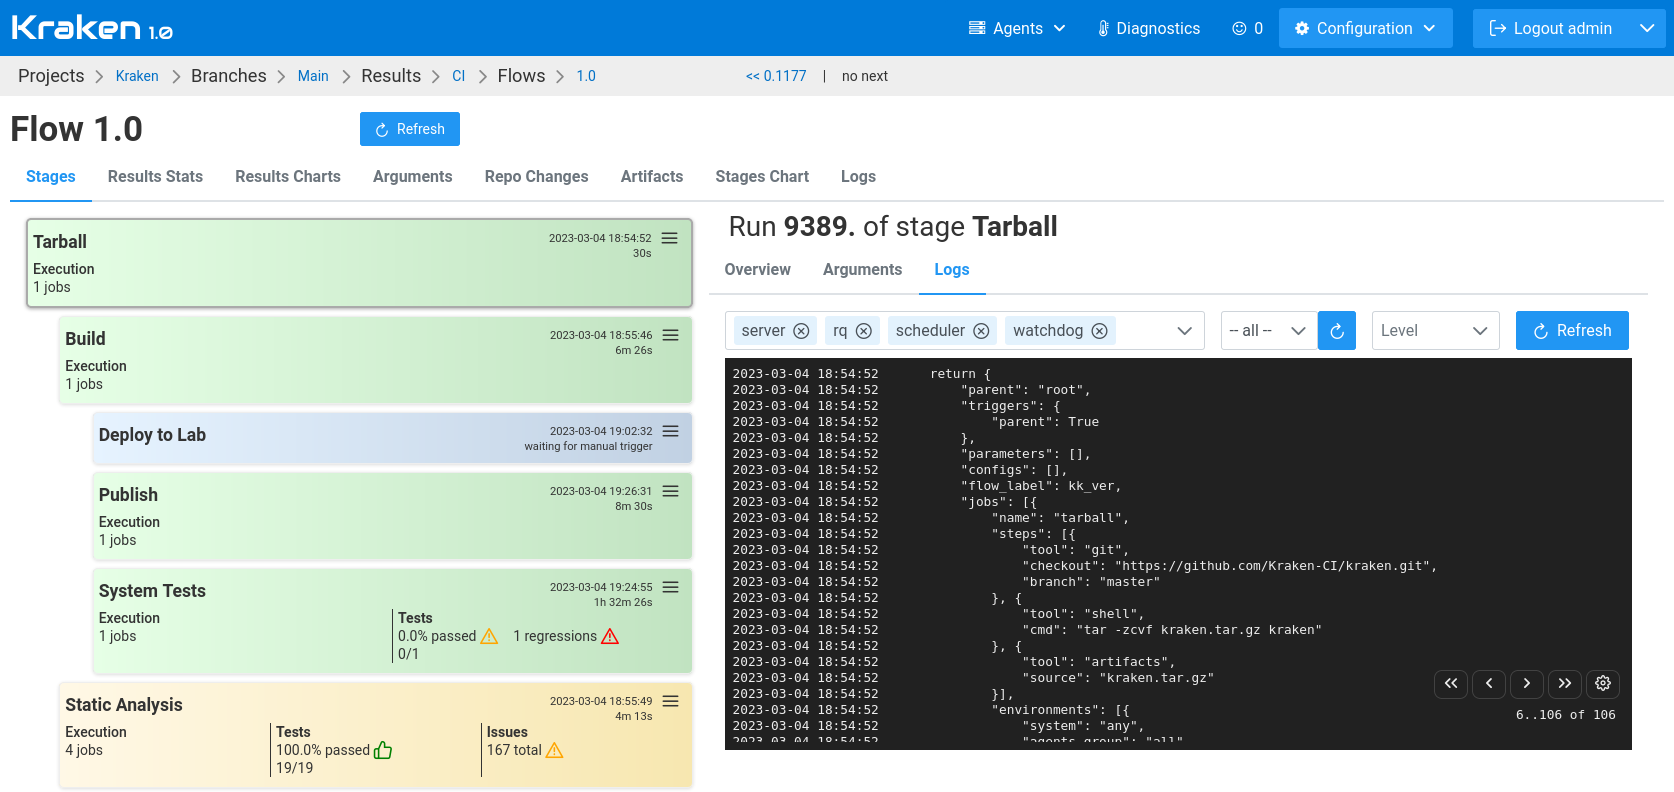 Kraken 1.0
Agents
Diagnostics
0
Configuration
Logout admin
Projects > Kraken > Branches > Main > Results > CI > Flows > 1.0
<< 0.1177 | no next
Flow 1.0
Refresh
Stages Results Stats Results Charts Arguments Repo Changes Artifacts Stages Chart Logs
Tarball
2023-03-04 18:54:52
30s
Execution
1 jobs
Build
2023-03-04 18:55:46
6m 26s
Execution
1 jobs
Deploy to Lab
2023-03-04 19:02:32
waiting for manual trigger
Publish
2023-03-04 19:26:31
8m 30s
Execution
1 jobs
System Tests
2023-03-04 19:24:55
1h 32m 26s
Execution
1 jobs
Tests
0.0% passed
1 regressions
0/1
Static Analysis
2023-03-04 18:55:49
4m 13s
Execution
4 jobs
Tests
100.0% passed
19/19
Issues
167 total
Run 9389. of stage Tarball
Overview Arguments Logs
server rq scheduler watchdog
-- all --
Level
Refresh
2023-03-04 18:54:52 return {
2023-03-04 18:54:52 "parent": "root",
2023-03-04 18:54:52 "triggers": {
2023-03-04 18:54:52 "parent": True
2023-03-04 18:54:52 },
2023-03-04 18:54:52 "parameters": [],
2023-03-04 18:54:52 "configs": [],
2023-03-04 18:54:52 "flow_label": kk_ver,
2023-03-04 18:54:52 "jobs": [{
2023-03-04 18:54:52 "name": "tarball",
2023-03-04 18:54:52 "steps": [{
2023-03-04 18:54:52 "tool": "git",
2023-03-04 18:54:52 "checkout": "https://github.com/Kraken-CI/kraken.git",
2023-03-04 18:54:52 "branch": "master"
2023-03-04 18:54:52 }, {
2023-03-04 18:54:52 "tool": "shell",
2023-03-04 18:54:52 "cmd": "tar -zcvf kraken.tar.gz kraken"
2023-03-04 18:54:52 }, {
2023-03-04 18:54:52 "tool": "artifacts",
2023-03-04 18:54:52 "source": "kraken.tar.gz"
2023-03-04 18:54:52 }],
2023-03-04 18:54:52 "environments": [{
2023-03-04 18:54:52 "system": "any",
2023-03-04 18:54:52 "agents_group": "all"
6..106 of 106